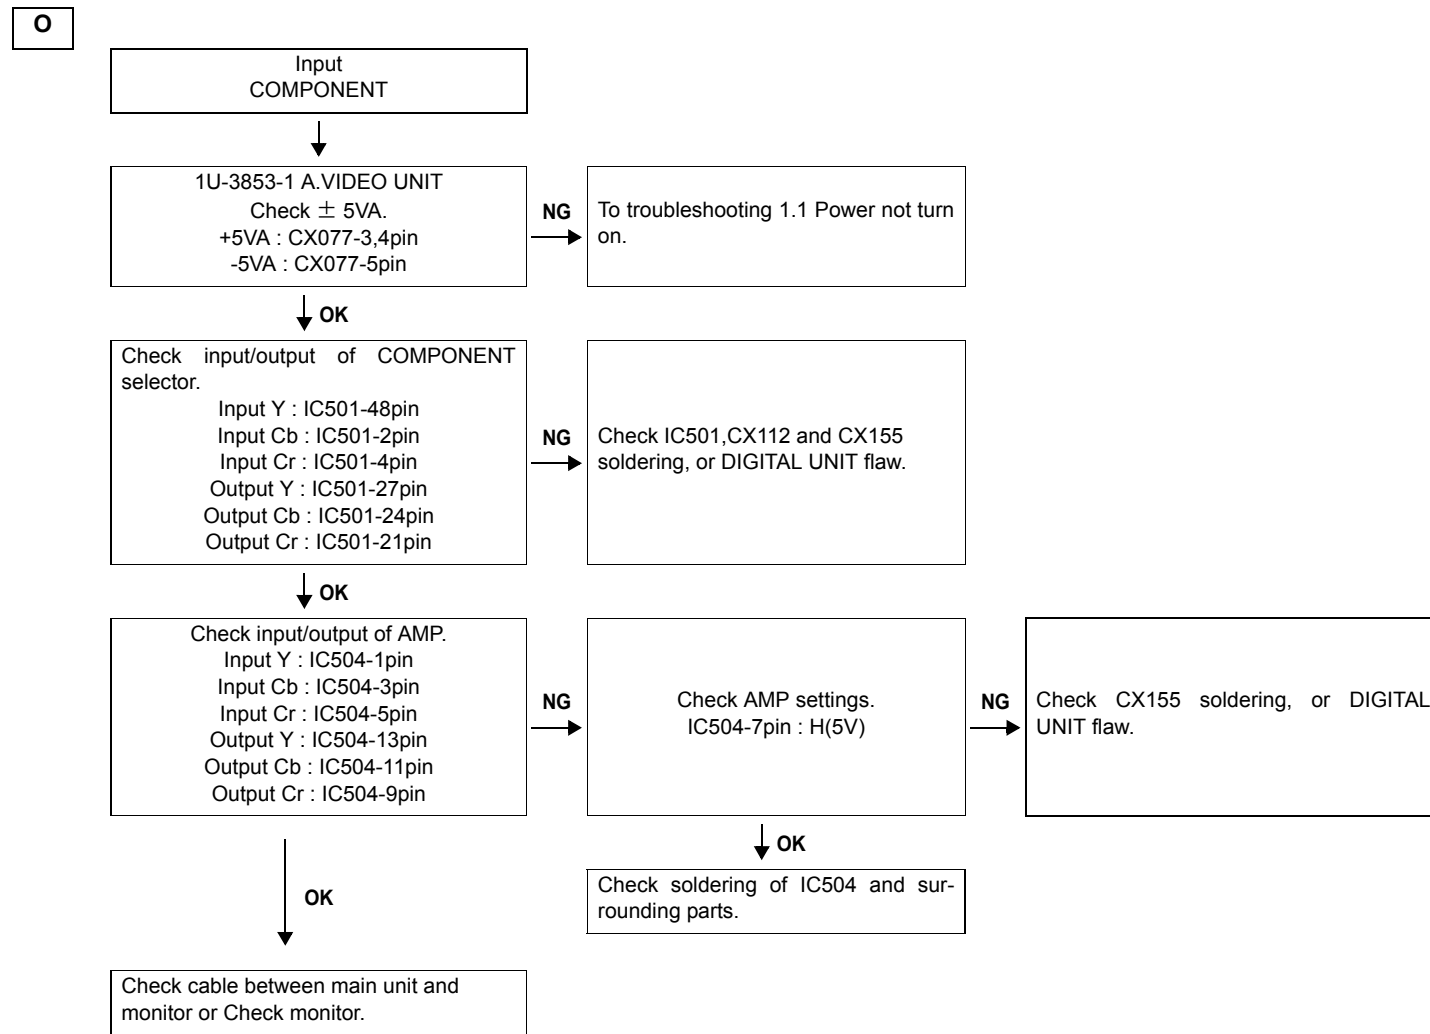 O
Input
COMPONENT
1U-3853-1 A.VIDEO UNIT
Check ± 5VA.
+5VA : CX077-3,4pin
-5VA : CX077-5pin
NG
To troubleshooting 1.1 Power not turn
on.
OK
Check input/output of COMPONENT
selector.
Input Y : IC501-48pin
Input Cb : IC501-2pin
Input Cr : IC501-4pin
Output Y : IC501-27pin
Output Cb : IC501-24pin
Output Cr : IC501-21pin
NG
Check IC501,CX112 and CX155
soldering, or DIGITAL UNIT flaw.
OK
Check input/output of AMP.
Input Y : IC504-1pin
Input Cb : IC504-3pin
Input Cr : IC504-5pin
Output Y : IC504-13pin
Output Cb : IC504-11pin
Output Cr : IC504-9pin
NG
Check AMP settings.
IC504-7pin : H(5V)
NG
Check CX155 soldering, or DIGITAL
UNIT flaw.
OK
Check soldering of IC504 and sur-
rounding parts.
OK
Check cable between main unit and
monitor or Check monitor.